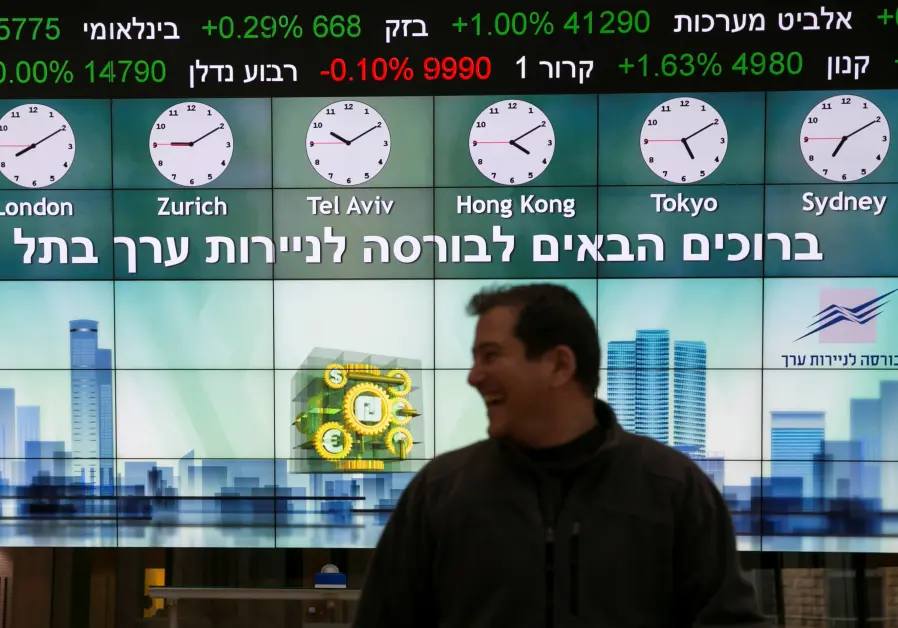 אלביט מערכות 41290 +1.00% בזק 668 +0.29% בינלאומי 5775
קנון 4980 +1.63% קרור 1 9990 -0.10% רבוע נדלן 14790 0.00%
London Zurich Tel Aviv Hong Kong Tokyo Sydney
ברוכים הבאים לבורסה לניירות ערך בתל
הבורסה לניירות ערך